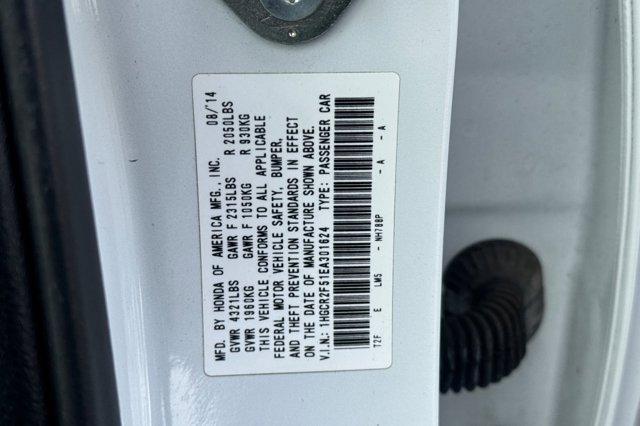 MFD. BY HONDA OF AMERICA MFG., INC. 08/'14
GVWR 4321LBS GAWR F 2315LBS R 2050LBS
GVWR 1960KG GAWR F 1050KG R 930KG
THIS VEHICLE CONFORMS TO ALL APPLICABLE
FEDERAL MOTOR VEHICLE SAFETY, BUMPER,
AND THEFT PREVENTION STANDARDS IN EFFECT
ON THE DATE OF MANUFACTURE SHOWN ABOVE.
V.I.N.: 1HGCR2F51EA301624 TYPE: PASSENGER CAR
T2F E LM5 - NH788P - A - A